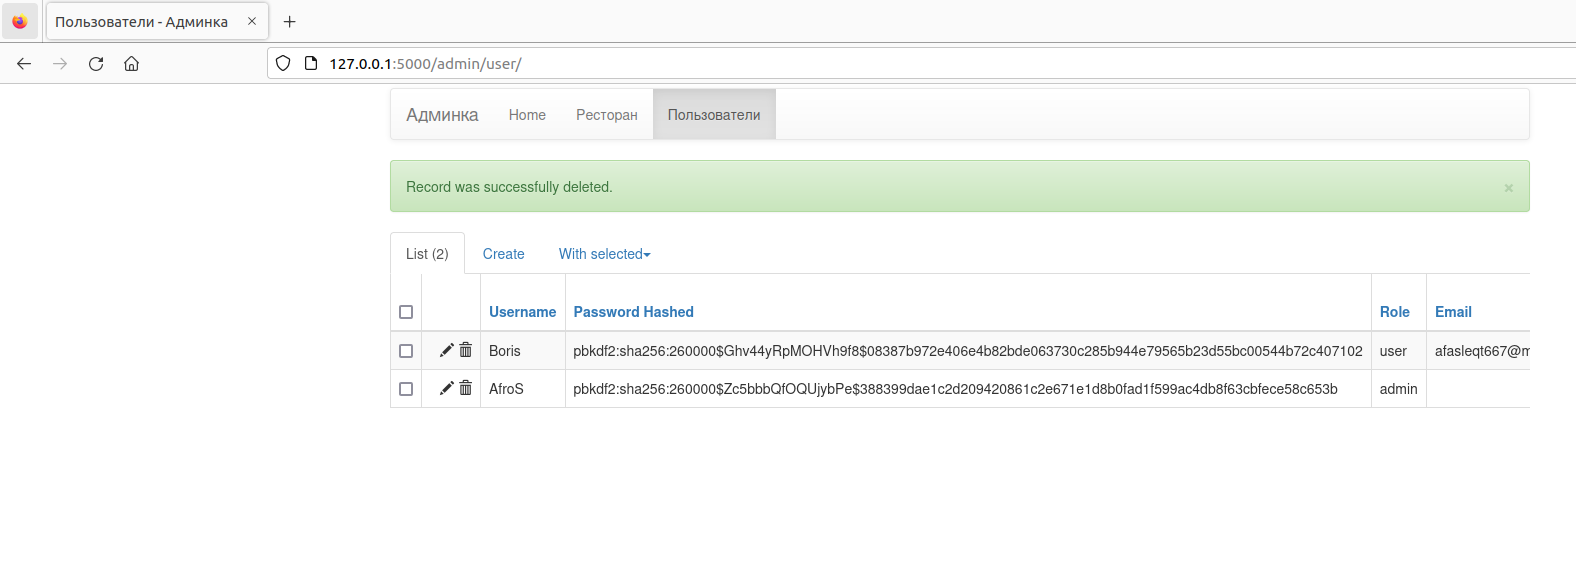 Пользователи - Админка
127.0.0.1:5000/admin/user/
Админка Home Ресторан Пользователи
Record was successfully deleted.
List (2) Create With selected
Username Password Hashed Role Email
Boris pbkdf2:sha256:260000$Ghv44yRpMOHVh9f8$08387b972e406e4b82bde063730c285b944e79565b23d55bc00544b72c407102 user afasleqt667@m
AfroS pbkdf2:sha256:260000$Zc5bbbQfOQUjybPe$388399dae1c2d209420861c2e671e1d8b0fad1f599ac4db8f63cbfece58c653b admin